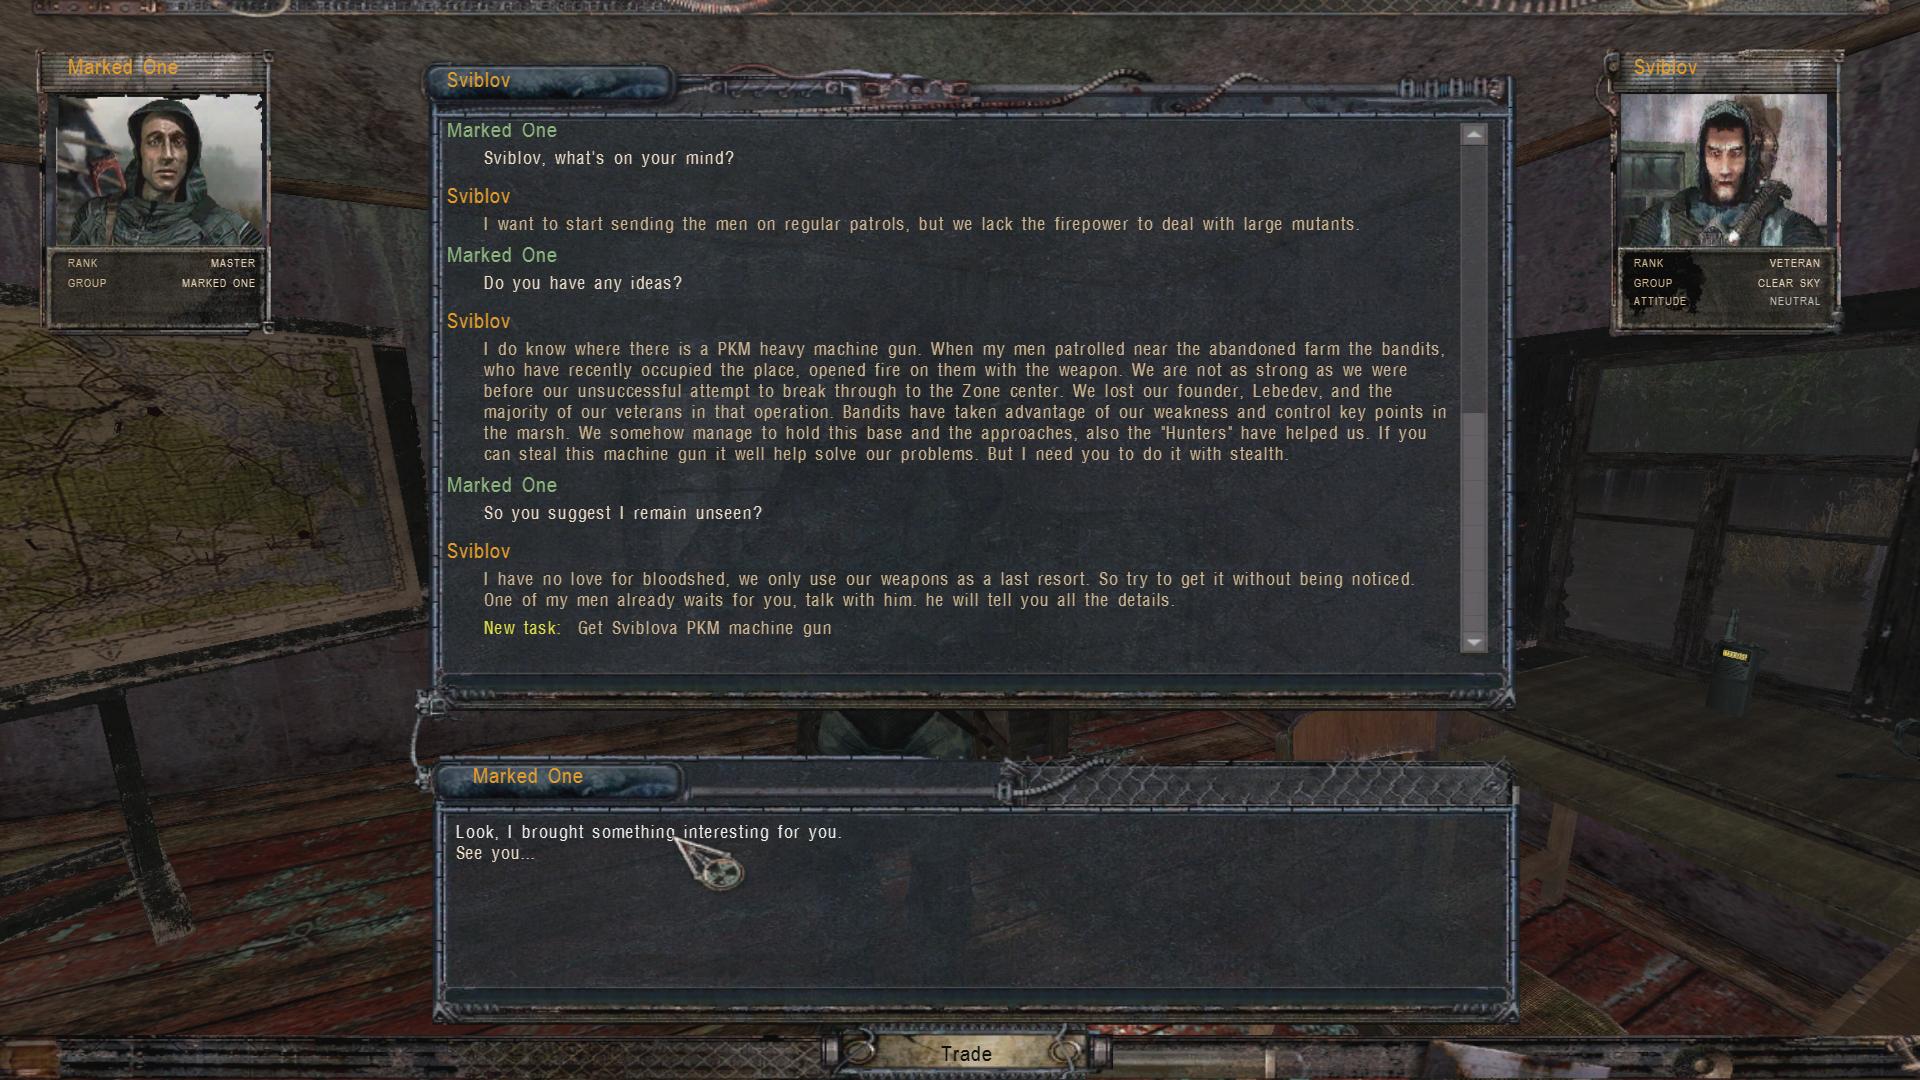 Marked One
RANK MASTER
GROUP MARKED ONE
Sviblov
Marked One
Sviblov, what's on your mind?
Sviblov
I want to start sending the men on regular patrols, but we lack the firepower to deal with large mutants.
Marked One
Do you have any ideas?
Sviblov
I do know where there is a PKM heavy machine gun. When my men patrolled near the abandoned farm the bandits,
who have recently occupied the place, opened fire on them with the weapon. We are not as strong as we were
before our unsuccessful attempt to break through to the Zone center. We lost our founder, Lebedev, and the
majority of our veterans in that operation. Bandits have taken advantage of our weakness and control key points in
the marsh. We somehow manage to hold this base and the approaches, also the "Hunters" have helped us. If you
can steal this machine gun it well help solve our problems. But I need you to do it with stealth.
Marked One
So you suggest I remain unseen?
Sviblov
I have no love for bloodshed, we only use our weapons as a last resort. So try to get it without being noticed.
One of my men already waits for you, talk with him. he will tell you all the details.
New task: Get Sviblova PKM machine gun
Sviblov
RANK VETERAN
GROUP CLEAR SKY
ATTITUDE NEUTRAL
Marked One
Look, I brought something interesting for you.
See you...
Trade